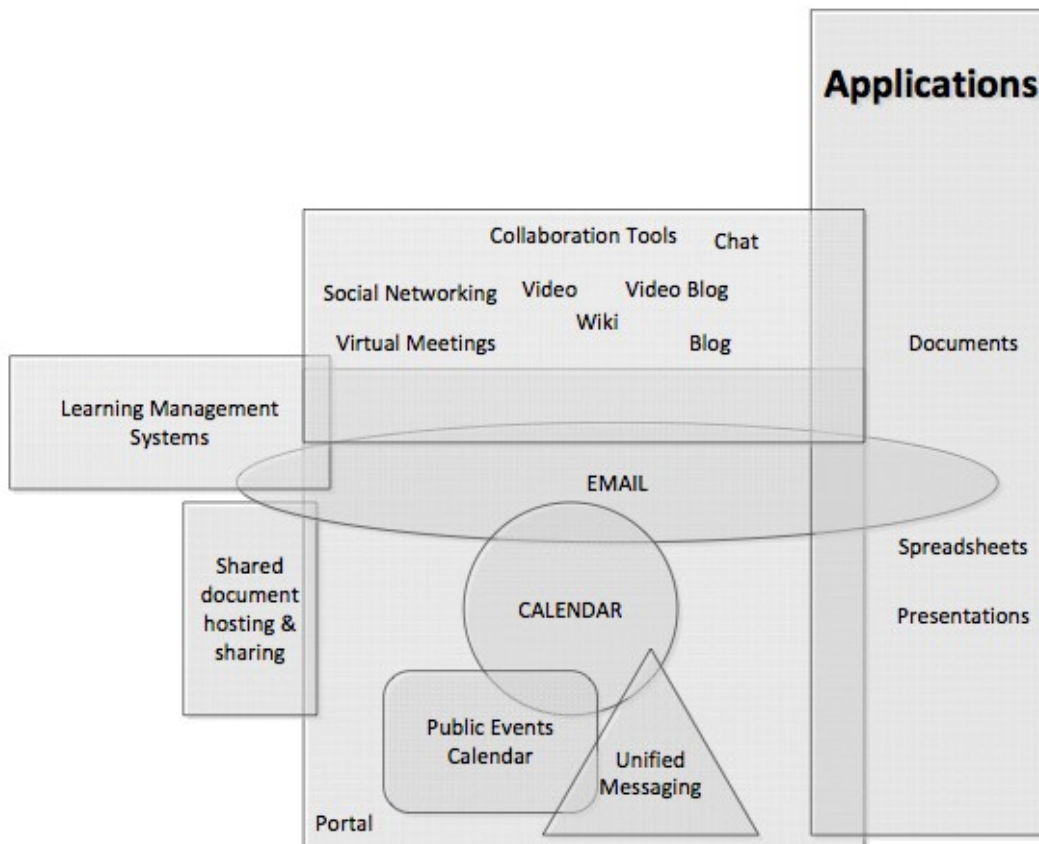 Applications
Collaboration Tools
Chat
Social Networking
Video
Video Blog
Wiki
Virtual Meetings
Blog
Documents
Learning Management
Systems
EMAIL
Spreadsheets
Shared
document
hosting &
sharing
CALENDAR
Presentations
Public Events
Calendar
Unified
Messaging
Portal